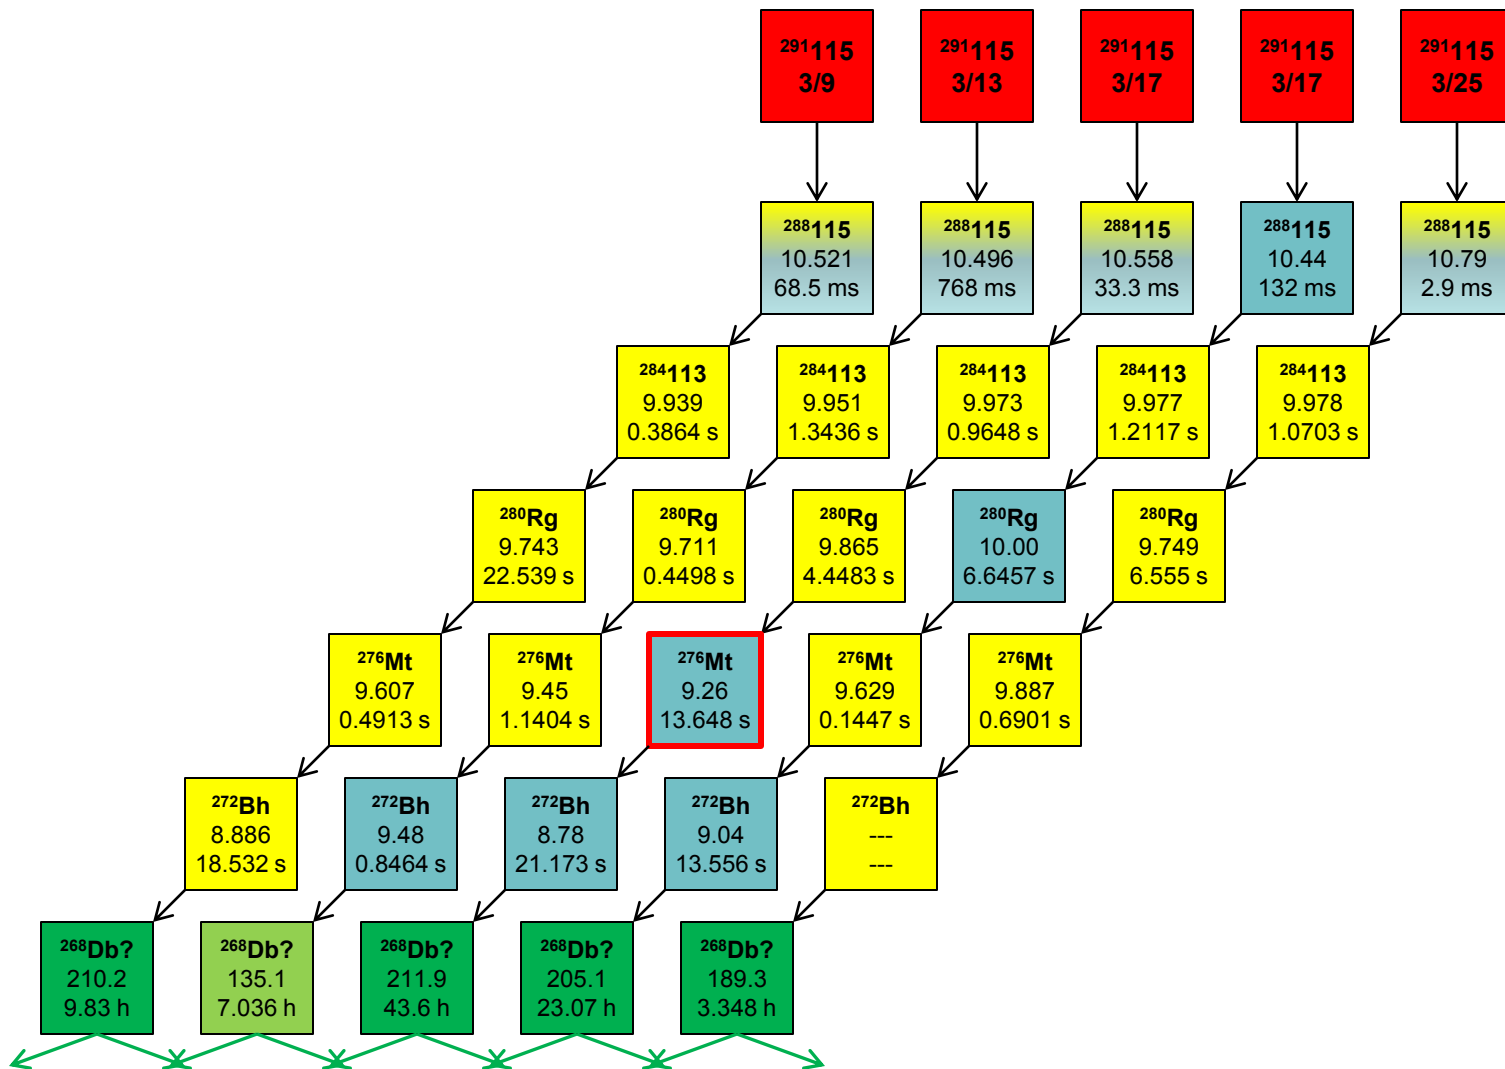 ²⁹¹115
3/9
²⁹¹115
3/13
²⁹¹115
3/17
²⁹¹115
3/17
²⁹¹115
3/25
²⁸⁸115
10.521
68.5 ms
²⁸⁸115
10.496
768 ms
²⁸⁸115
10.558
33.3 ms
²⁸⁸115
10.44
132 ms
²⁸⁸115
10.79
2.9 ms
²⁸⁴113
9.939
0.3864 s
²⁸⁴113
9.951
1.3436 s
²⁸⁴113
9.973
0.9648 s
²⁸⁴113
9.977
1.2117 s
²⁸⁴113
9.978
1.0703 s
²⁸⁰Rg
9.743
22.539 s
²⁸⁰Rg
9.711
0.4498 s
²⁸⁰Rg
9.865
4.4483 s
²⁸⁰Rg
10.00
6.6457 s
²⁸⁰Rg
9.749
6.555 s
²⁷⁶Mt
9.607
0.4913 s
²⁷⁶Mt
9.45
1.1404 s
²⁷⁶Mt
9.26
13.648 s
²⁷⁶Mt
9.629
0.1447 s
²⁷⁶Mt
9.887
0.6901 s
²⁷²Bh
8.886
18.532 s
²⁷²Bh
9.48
0.8464 s
²⁷²Bh
8.78
21.173 s
²⁷²Bh
9.04
13.556 s
²⁷²Bh
---
---
²⁶⁸Db?
210.2
9.83 h
²⁶⁸Db?
135.1
7.036 h
²⁶⁸Db?
211.9
43.6 h
²⁶⁸Db?
205.1
23.07 h
²⁶⁸Db?
189.3
3.348 h